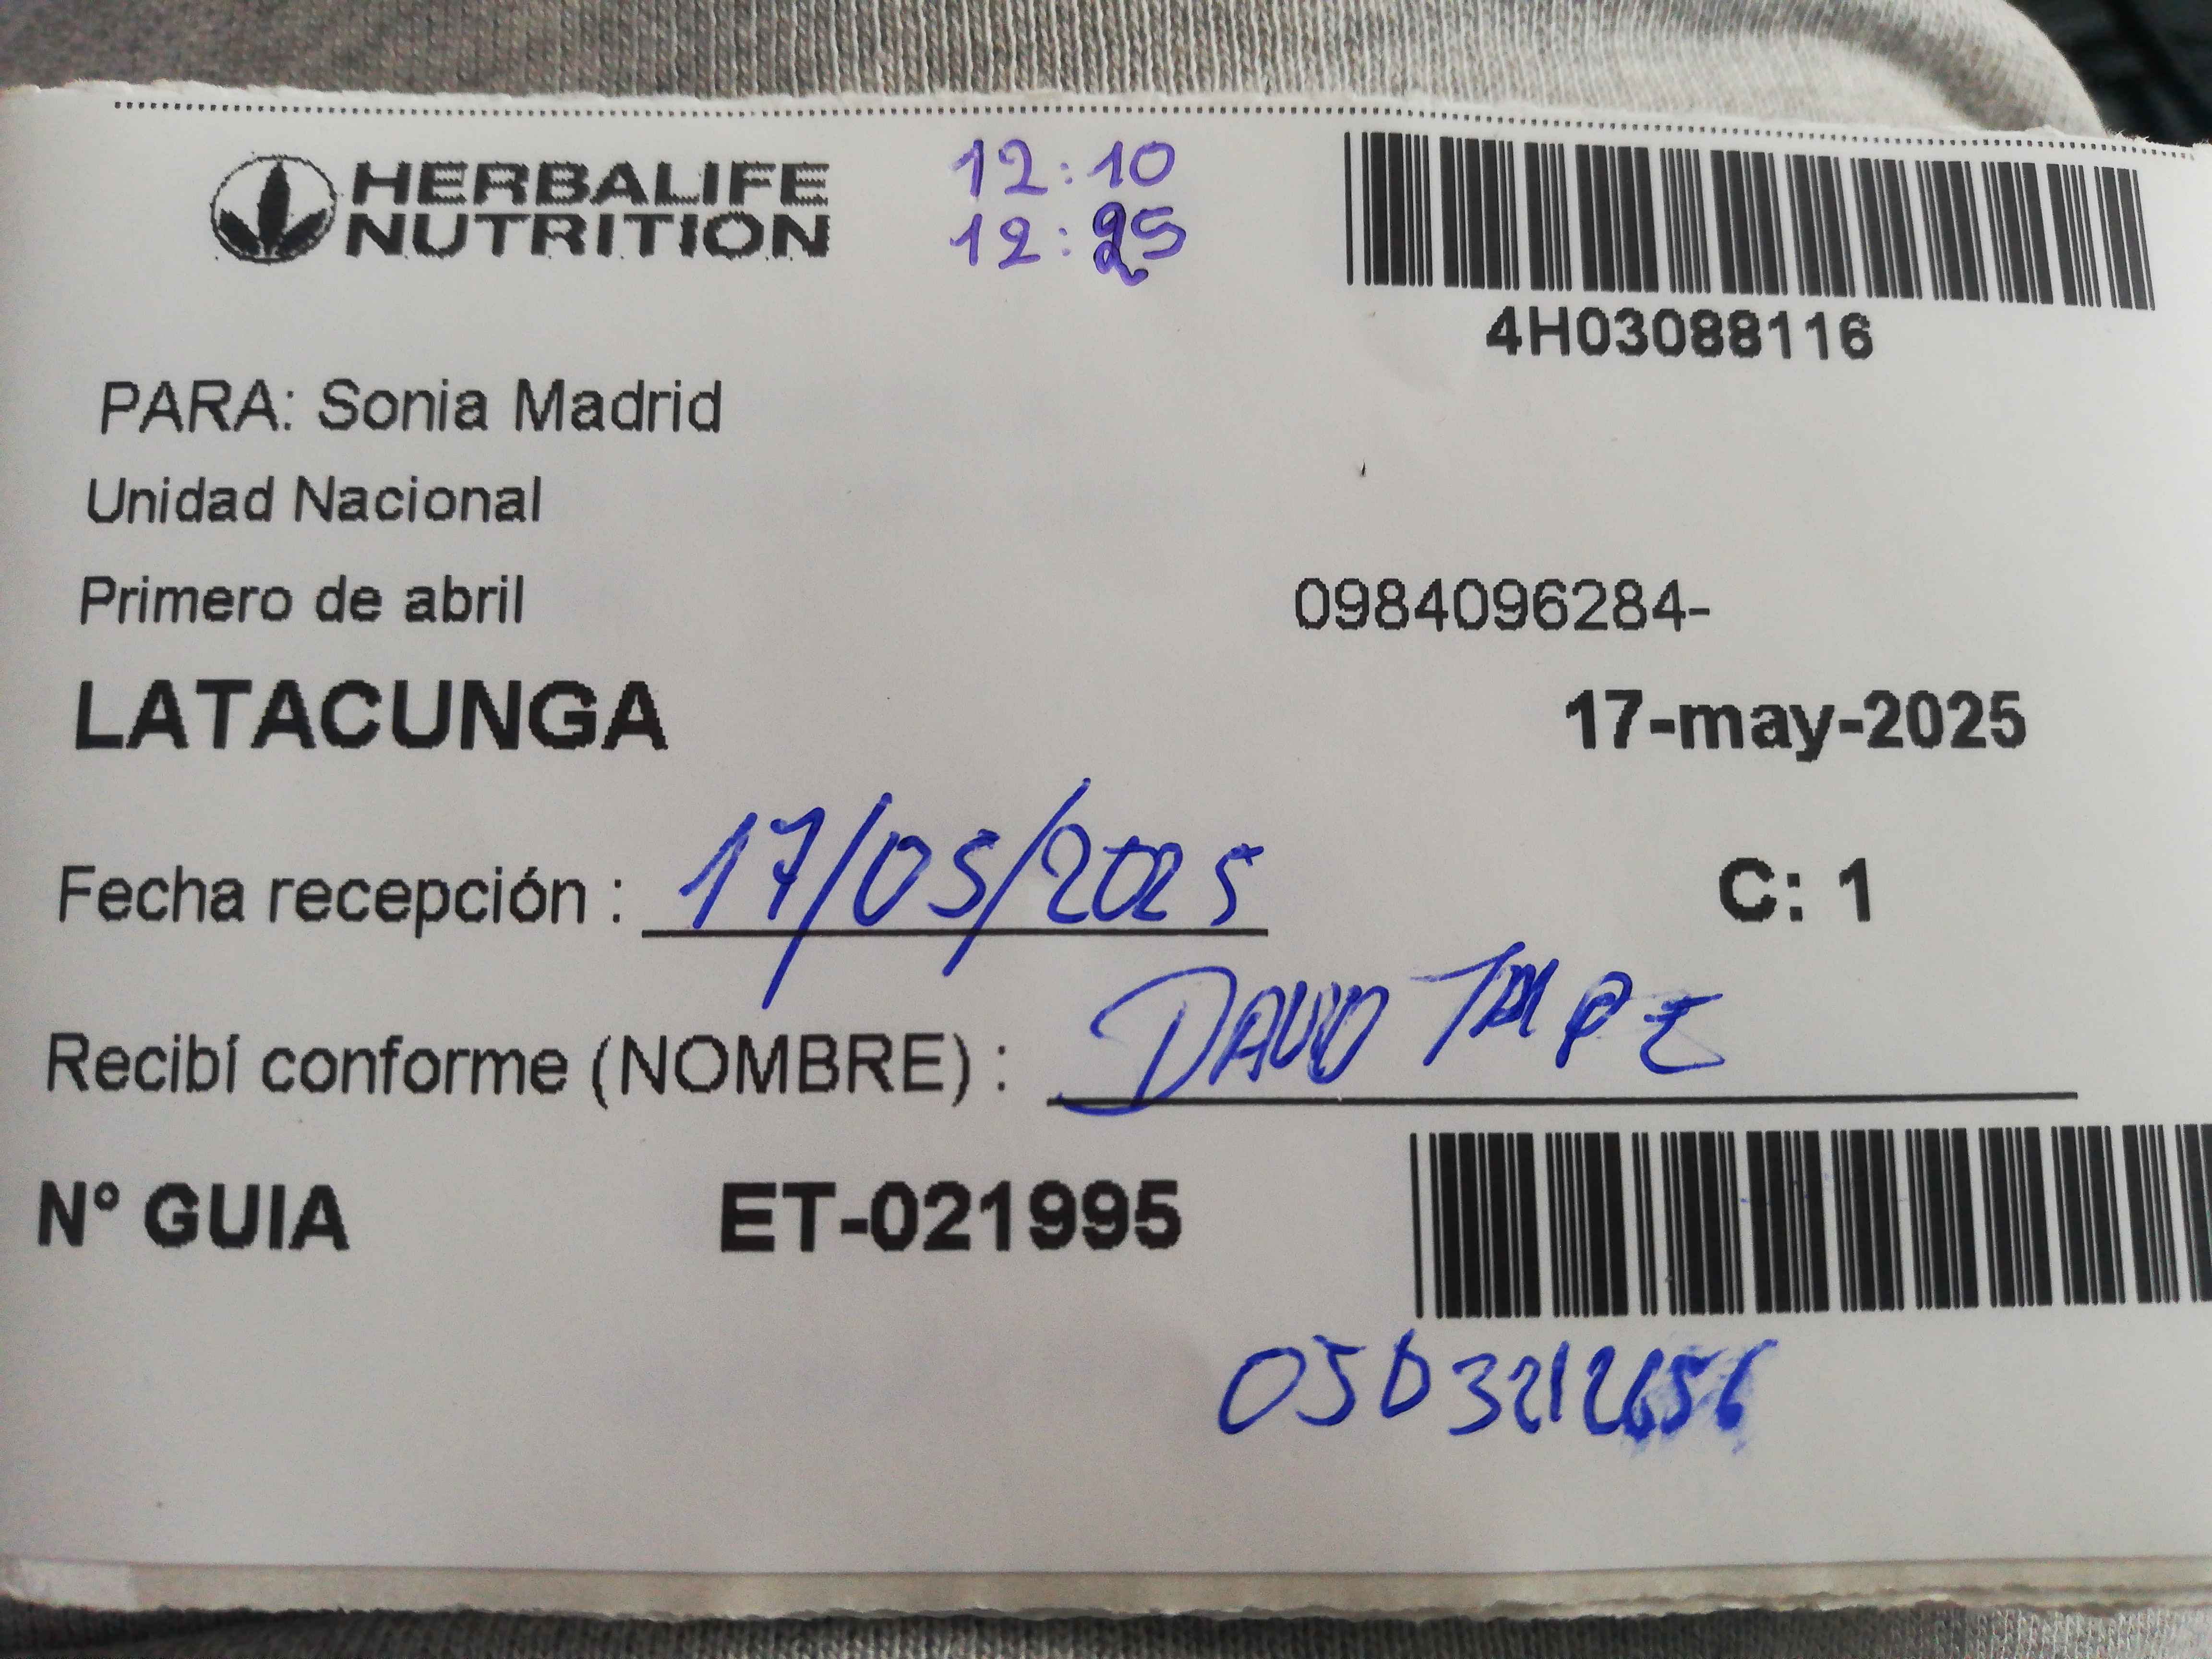 HERBALIFE
NUTRITION
12:10
12:25
4H03088116
PARA: Sonia Madrid
Unidad Nacional
Primero de abril
0984096284-
LATACUNGA
17-may-2025
Fecha recepción : 17/05/2025
C: 1
Recibí conforme (NOMBRE) : DAVID
N° GUIA ET-021995